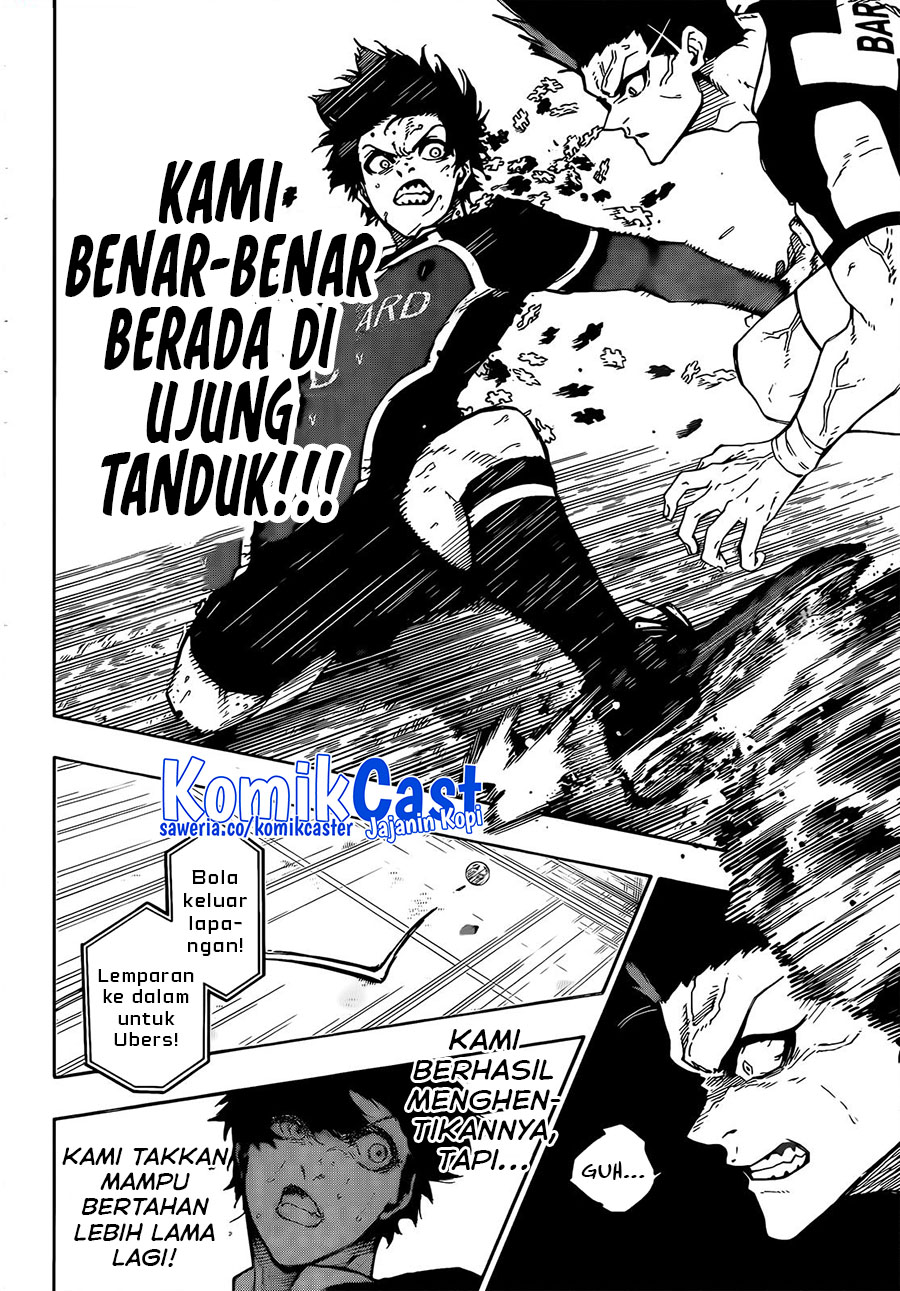 BAR
KAMI
BENAR-BENAR
BERADA DI
UJUNG
TANDUK!!!
ARD
KomikCast
saweria.co/komikcaster Jajanin Kopi
Bola
keluar
lapa-
ngan!
Lemparan
ke dalam
untuk
Ubers!
KAMI
BERHASIL
MENGHEN-
TIKANNYA,
TAPI...
GUH...
KAMI TAKKAN
MAMPU
BERTAHAN
LEBIH LAMA
LAGI!